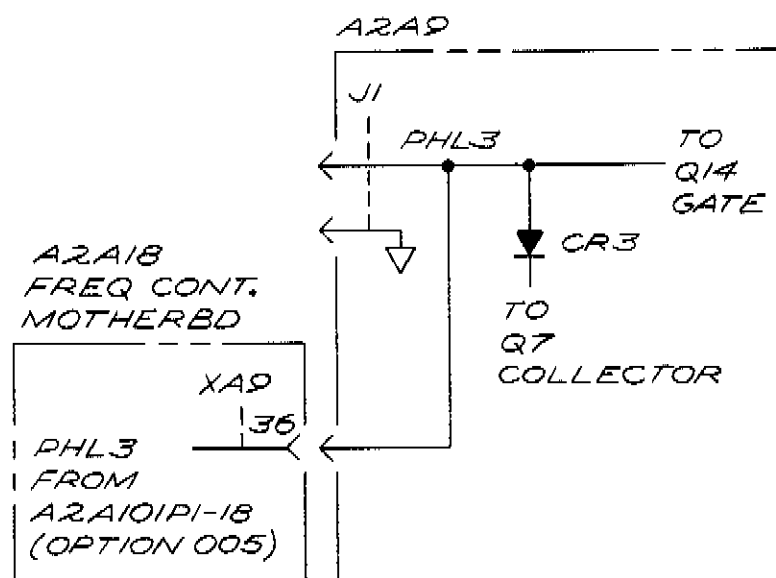 A2A9
J1
PHL3
TO
Q14
GATE
CR3
TO
Q7
COLLECTOR
A2A18
FREQ CONT.
MOTHERBD
XA9
36
PHL3
FROM
A2A101P1-18
(OPTION 005)